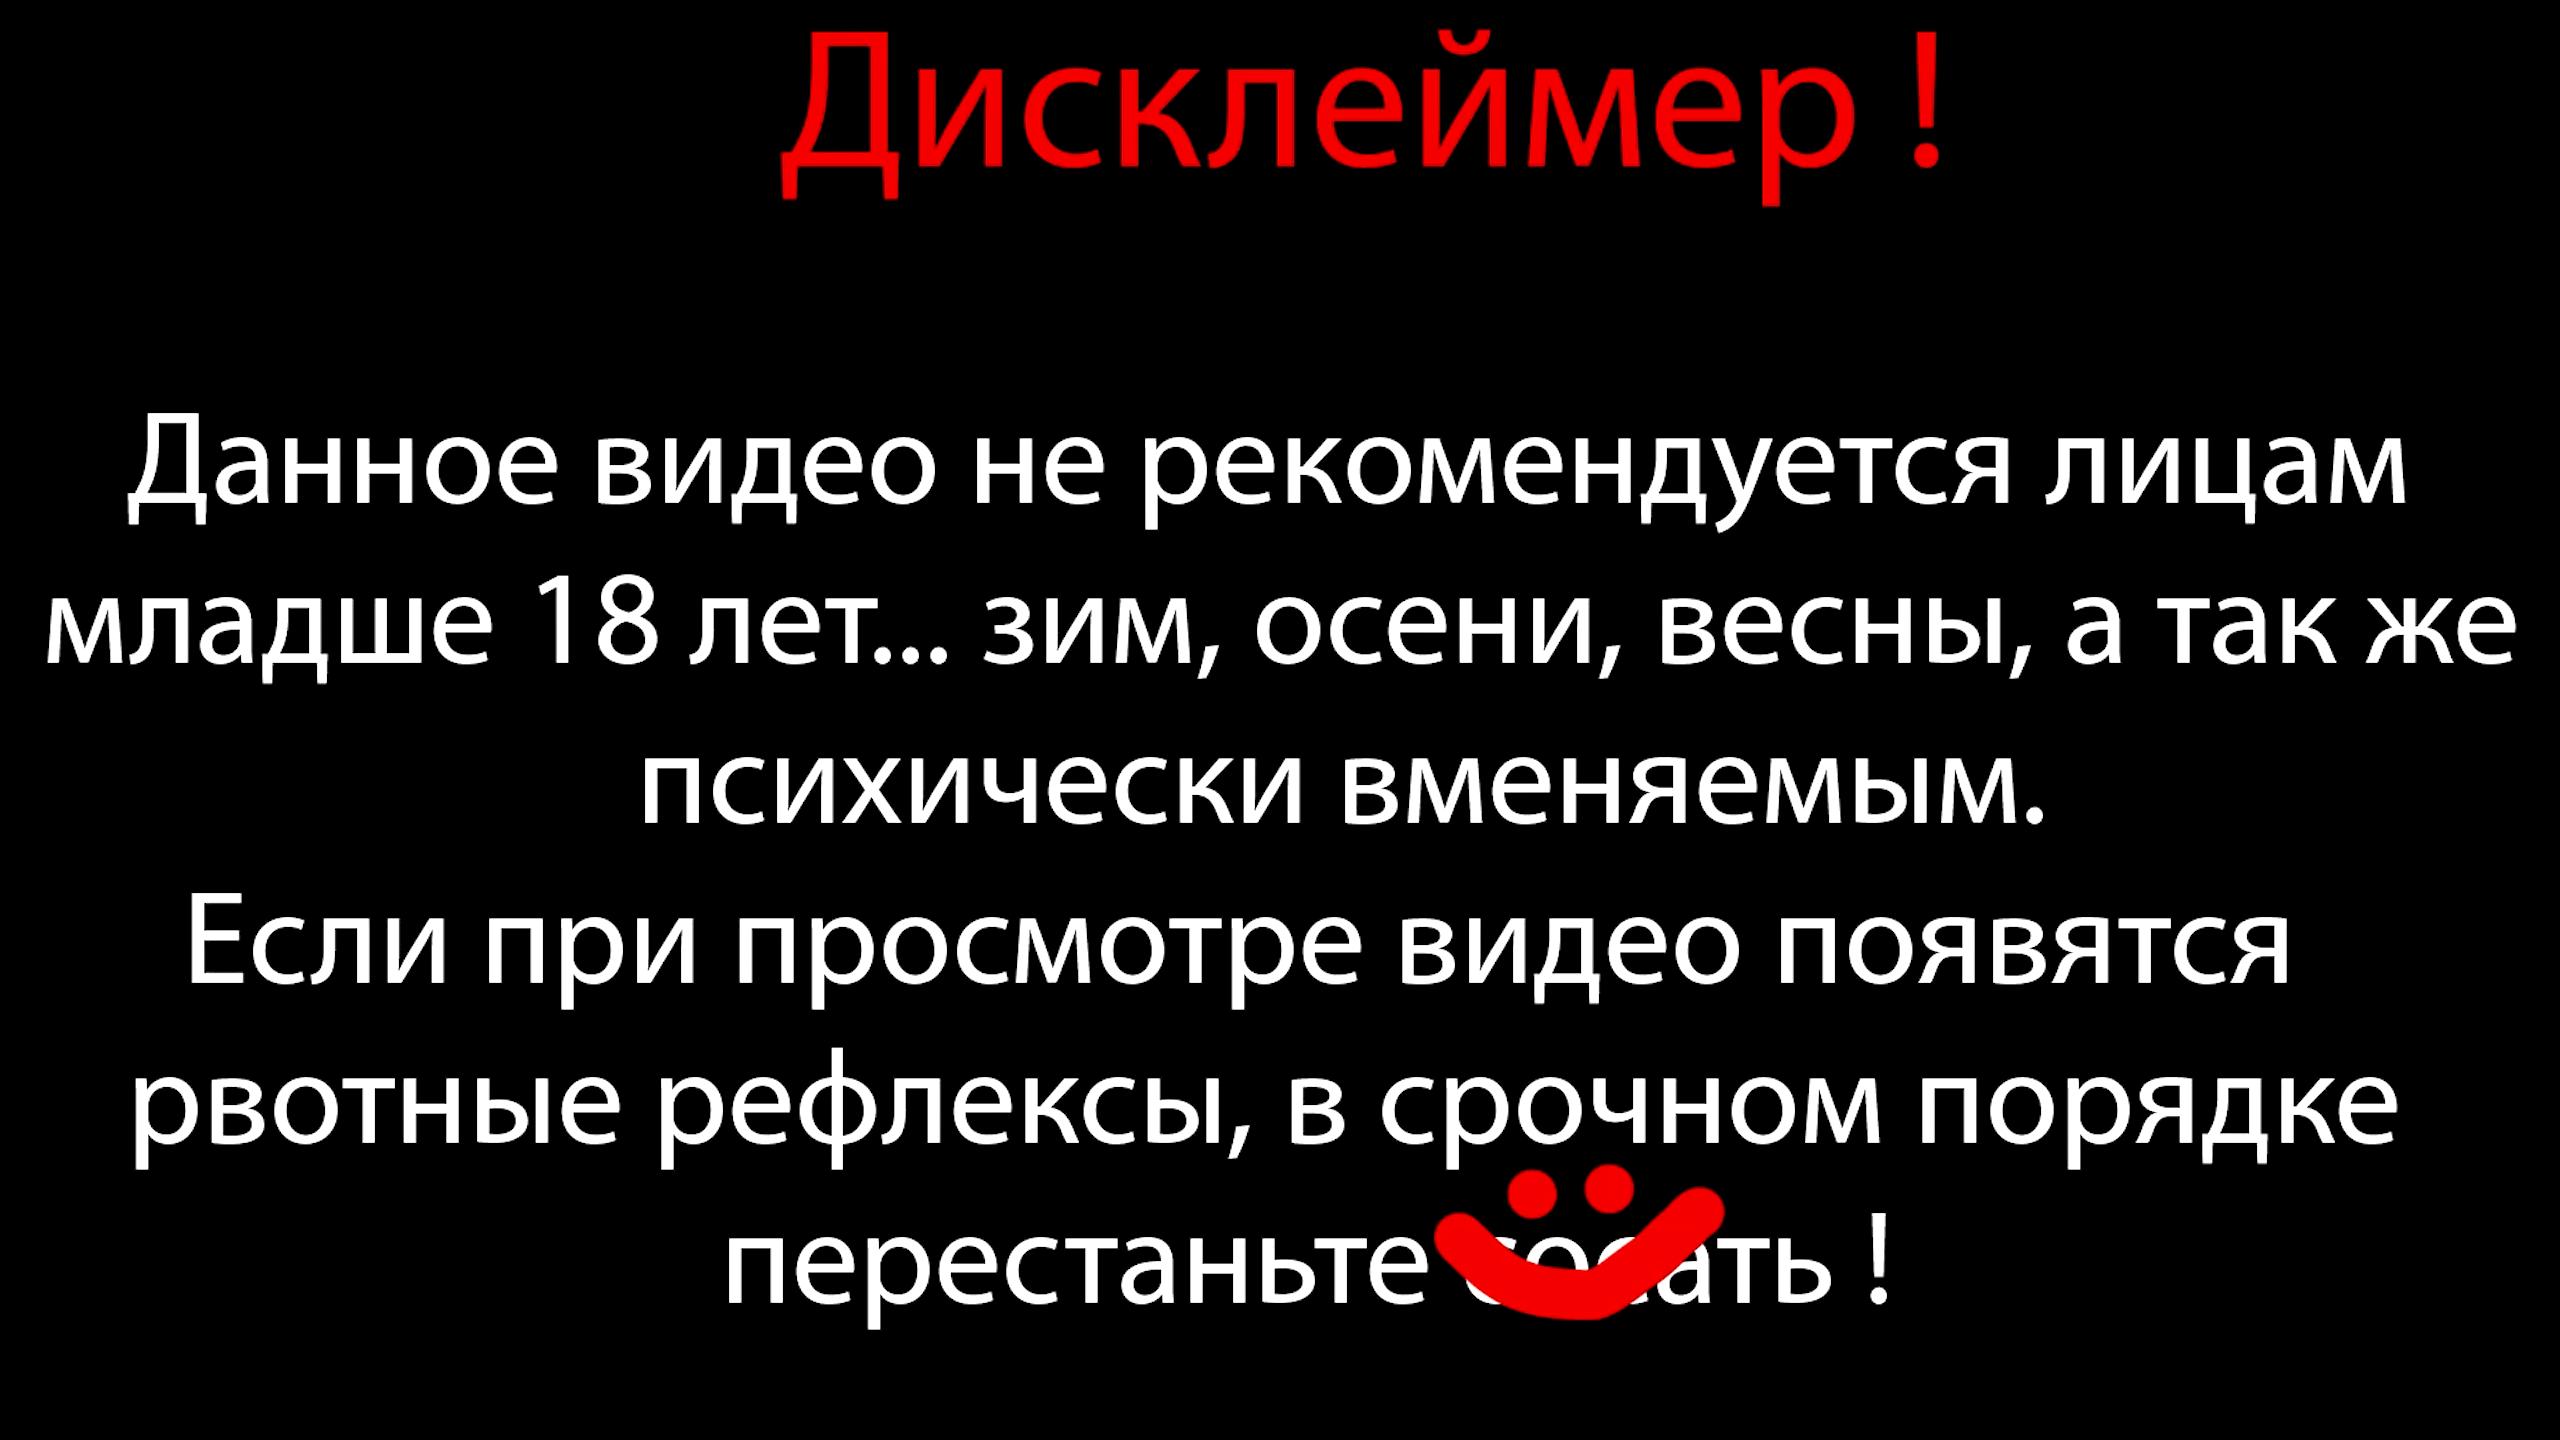 Дисклеймер !
Данное видео не рекомендуется лицам
младше 18 лет... зим, осени, весны, а так же
психически вменяемым.
Если при просмотре видео появятся
рвотные рефлексы, в срочном порядке
перестаньте сосать !